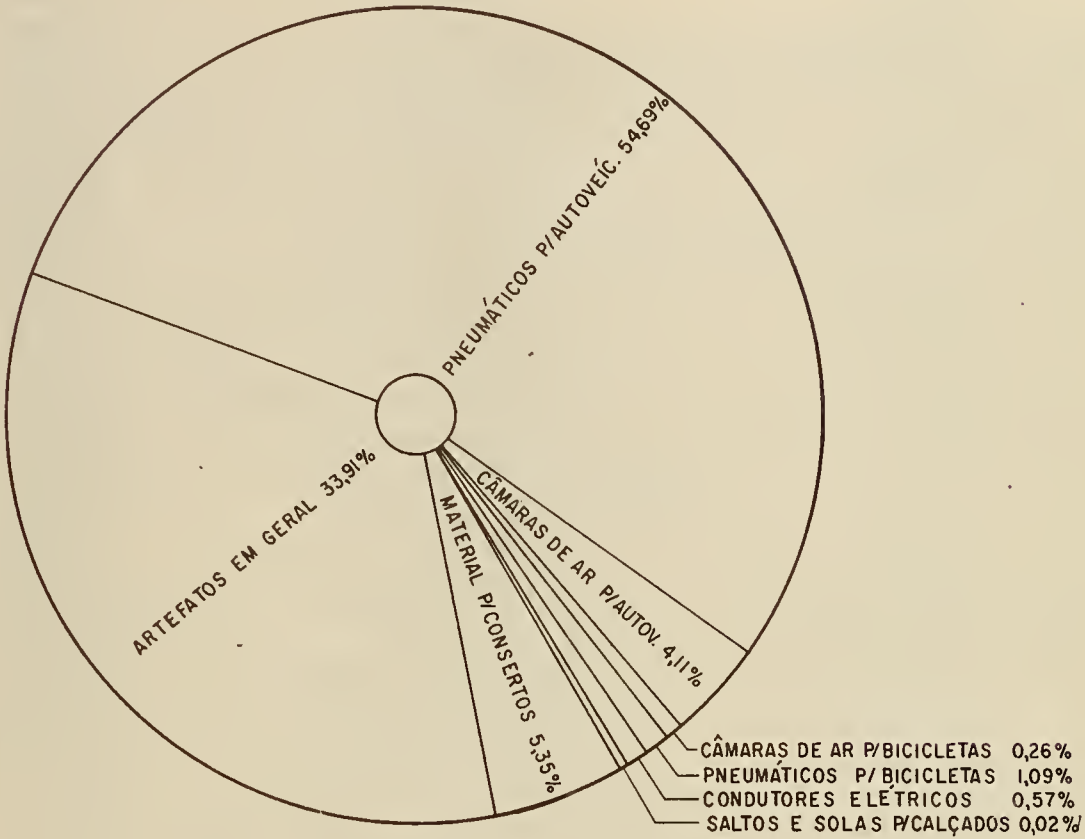 PNEUMÁTICOS P/AUTOVEÍC. 54,69%
ARTEFATOS EM GERAL 33,91%
CÂMARAS DE AR P/AUTOV. 4,11%
MATERIAL P/CONSERTOS 5,35%
CÂMARAS DE AR P/BICICLETAS 0,26%
PNEUMÁTICOS P/BICICLETAS 1,09%
CONDUTORES ELÉTRICOS 0,57%
SALTOS E SOLAS P/CALÇADOS 0,02%